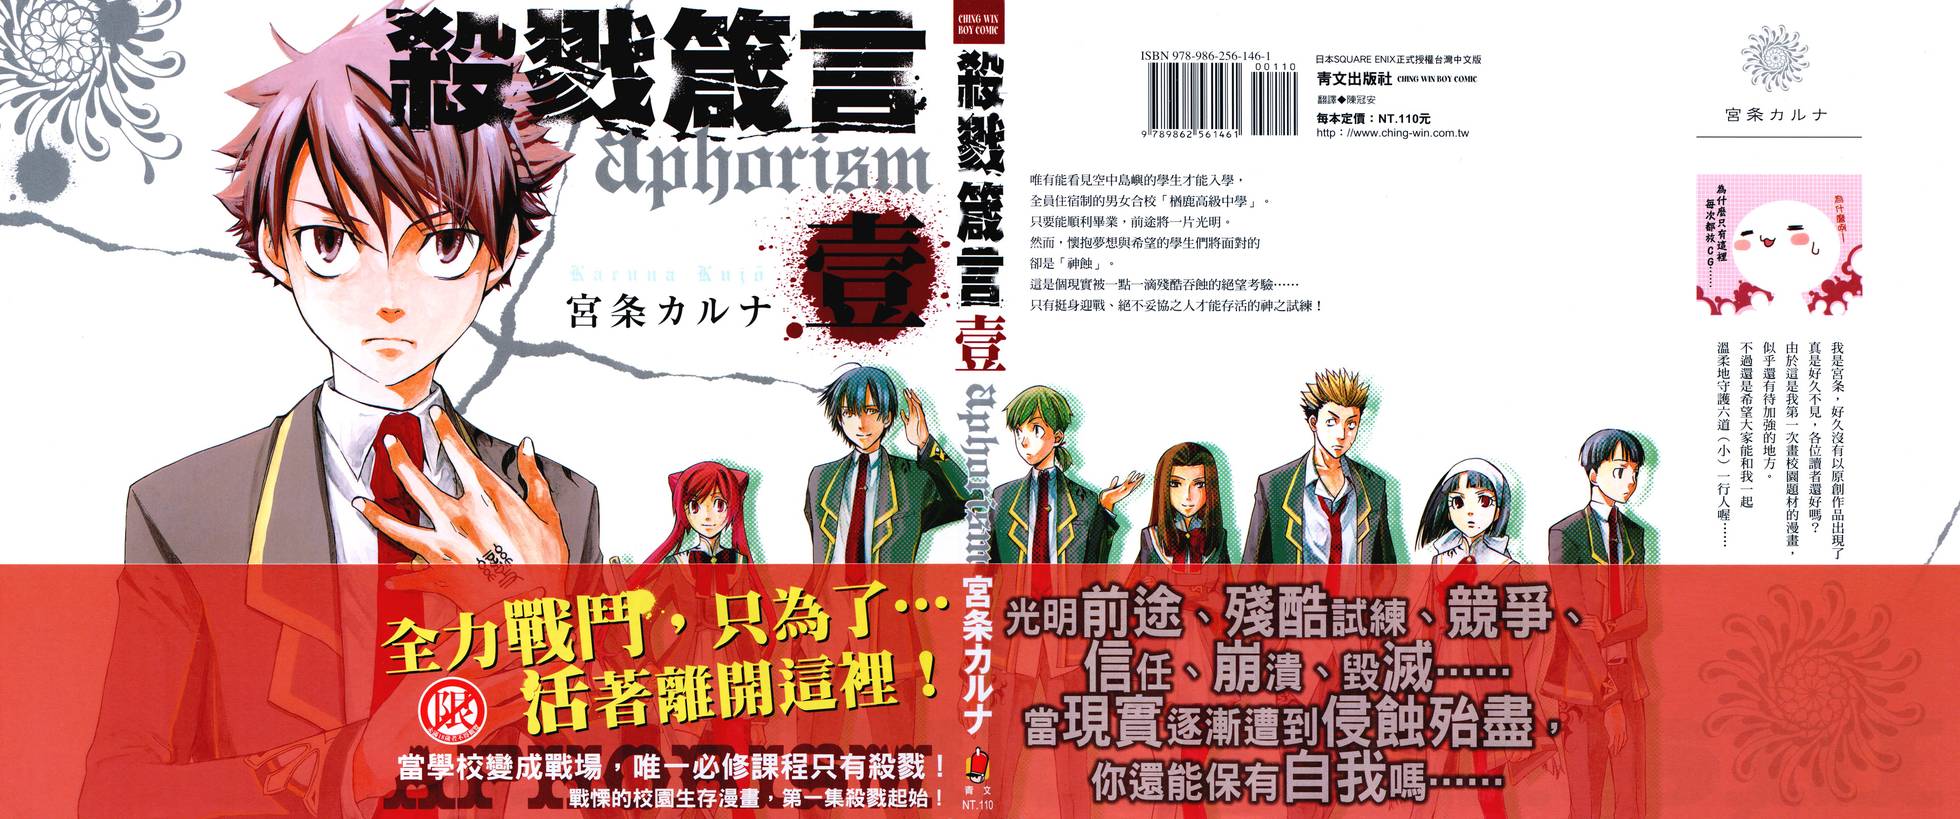 殺戮箴言
aphorism
壹
Karuna Kujō
宮条カルナ
全力戰鬥，只為了…
活著離開這裡！
限
當學校變成戰場，唯一必修課程只有殺戮！
戰慄的校園生存漫畫，第一集殺戮起始！
APHORISM
CHING WIN
BOY COMIC
殺戮箴言
壹
aphorism
宮条カルナ
青文
NT.110
ISBN 978-986-256-146-1
00110
9 789862 561461
日本SQUARE ENIX正式授權台灣中文版
青文出版社 CHING WIN BOY COMIC
翻譯◆陳冠安
每本定價：NT.110元
http：//www.ching-win.com.tw
唯有能看見空中島嶼的學生才能入學，
全員住宿制的男女合校「楢鹿高級中學」。
只要能順利畢業，前途將一片光明。
然而，懷抱夢想與希望的學生們將面對的
卻是「神蝕」。
這是個現實被一點一滴殘酷吞蝕的絕望考驗……
只有挺身迎戰、絕不妥協之人才能存活的神之試練！
光明前途、殘酷試練、競爭、
信任、崩潰、毀滅……
當現實逐漸遭到侵蝕殆盡，
你還能保有自我嗎……
宮条カルナ
為什麼只有這裡
每次都放CG……
我是宮条，好久沒有以原創作品出現了
真是好久不見，各位讀者還好嗎？
由於這是我第一次畫校園題材的漫畫，
似乎還有待加強的地方。
不過還是希望大家能和我一起
溫柔地守護六道（小）一行人喔……